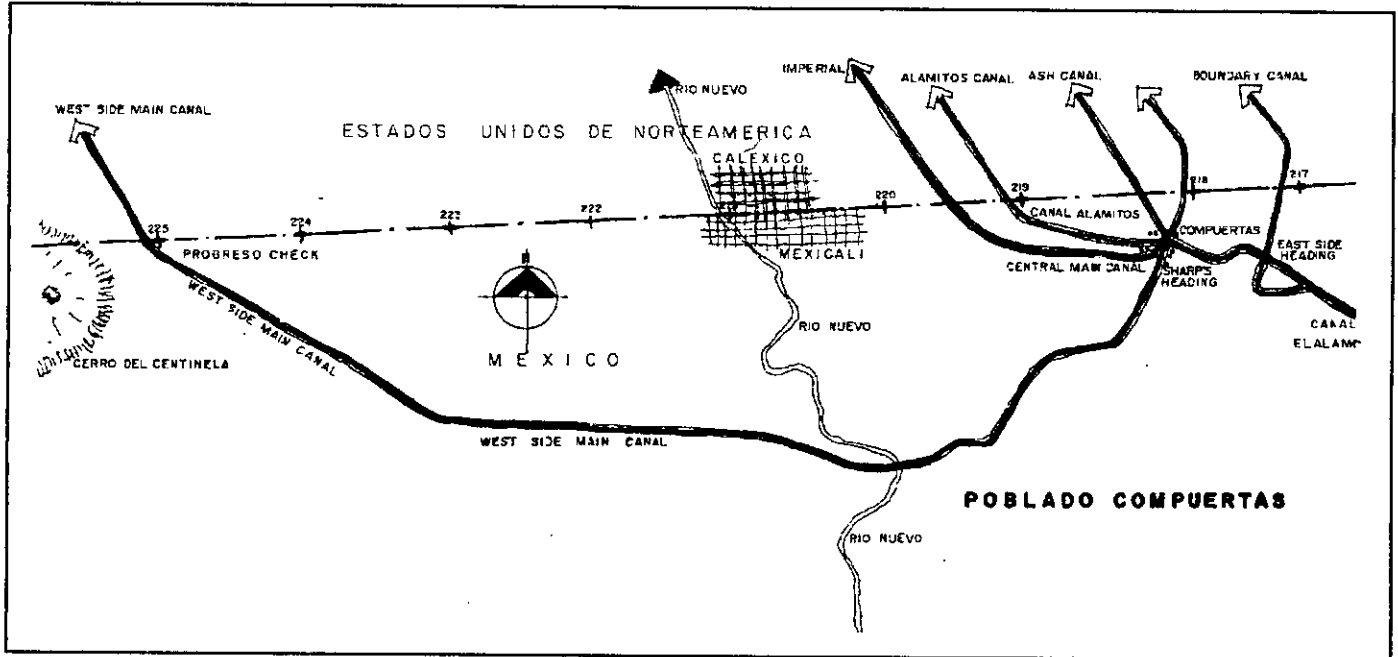 WEST SIDE MAIN CANAL
ESTADOS UNIDOS DE NORTEAMERICA
RIO NUEVO
IMPERIAL
ALAMITOS CANAL
ASH CANAL
BOUNDARY CANAL
CALEXICO
225
224
223
222
220
219
218
217
PROGRESO CHECK
MEXICALI
CANAL ALAMITOS
COMPUERTAS
CENTRAL MAIN CANAL
SHARP'S
HEADING
EAST SIDE
HEADING
CANAL
EL ALAMO
WEST SIDE MAIN CANAL
N
MEXICO
RIO NUEVO
CERRO DEL CENTINELA
WEST SIDE MAIN CANAL
POBLADO COMPUERTAS
RIO NUEVO